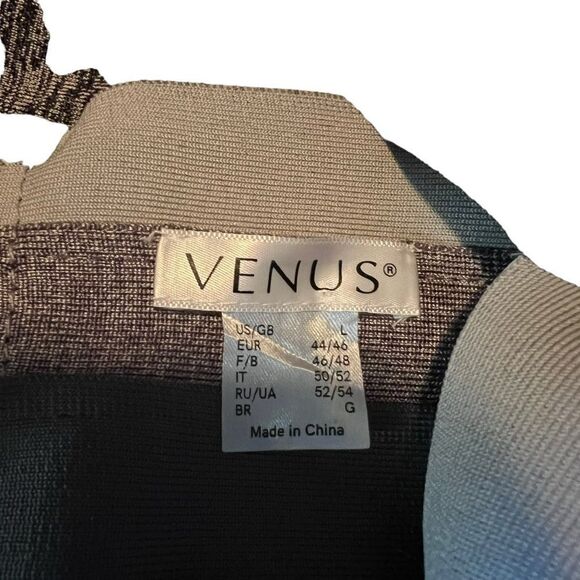 VENUS®
US/GB L
EUR 44/46
F/B 46/48
IT 50/52
RU/UA 52/54
BR G
Made in China